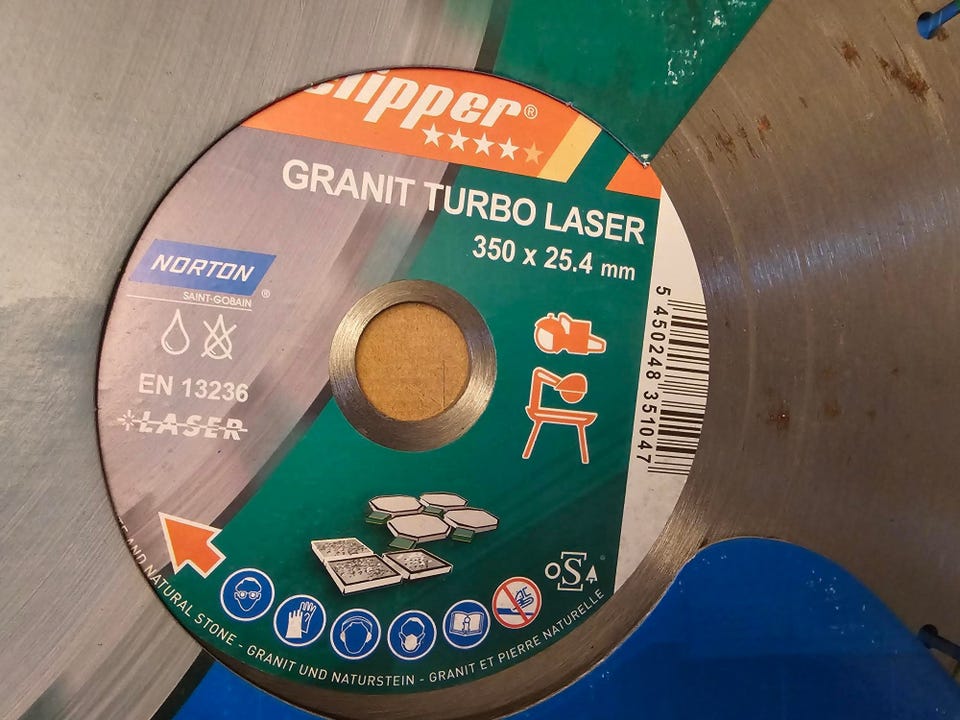 clipper®
GRANIT TURBO LASER
350 x 25.4 mm
NORTON
SAINT-GOBAIN ®
EN 13236
LASER
5 450248 351047
oSa
AND NATURAL STONE - GRANIT UND NATURSTEIN - GRANIT ET PIERRE NATURELLE